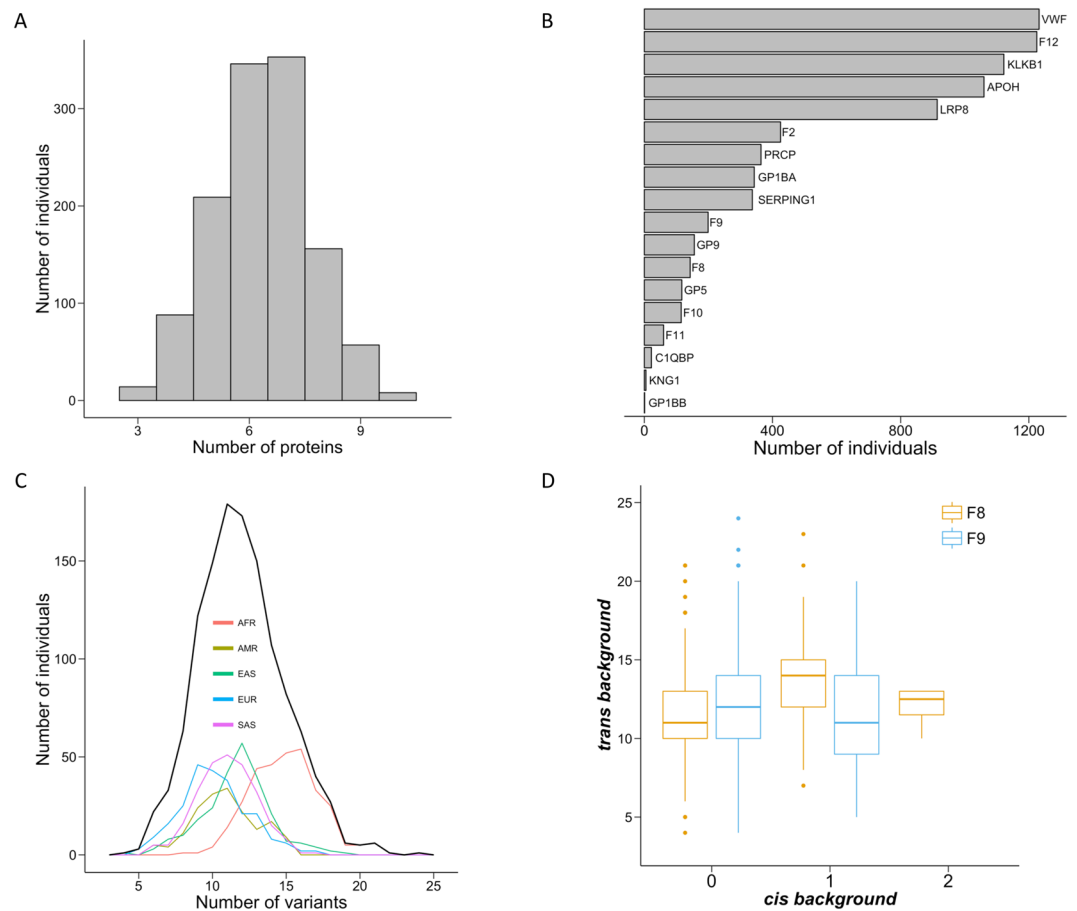 A
300
200
100
0
Number of individuals
3
6
9
Number of proteins
B
VWF
F12
KLKB1
APOH
LRP8
F2
PRCP
GP1BA
SERPING1
F9
GP9
F8
GP5
F10
F11
C1QBP
KNG1
GP1BB
0
400
800
1200
Number of individuals
C
150
100
50
0
Number of individuals
AFR
AMR
EAS
EUR
SAS
5
10
15
20
25
Number of variants
D
25
20
15
10
5
trans background
F8
F9
0
1
2
cis background